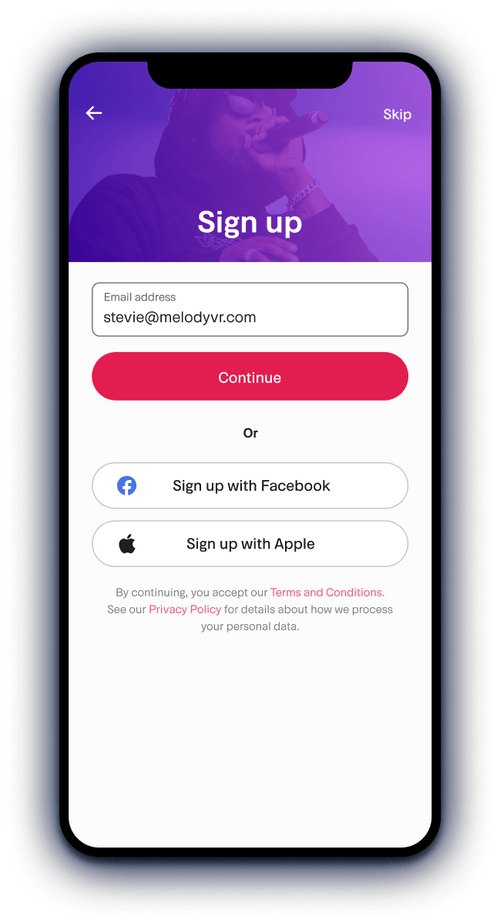 Skip
Sign up
Email address
stevie@melodyvr.com
Continue
Or
Sign up with Facebook
Sign up with Apple
By continuing, you accept our Terms and Conditions.
See our Privacy Policy for details about how we process
your personal data.